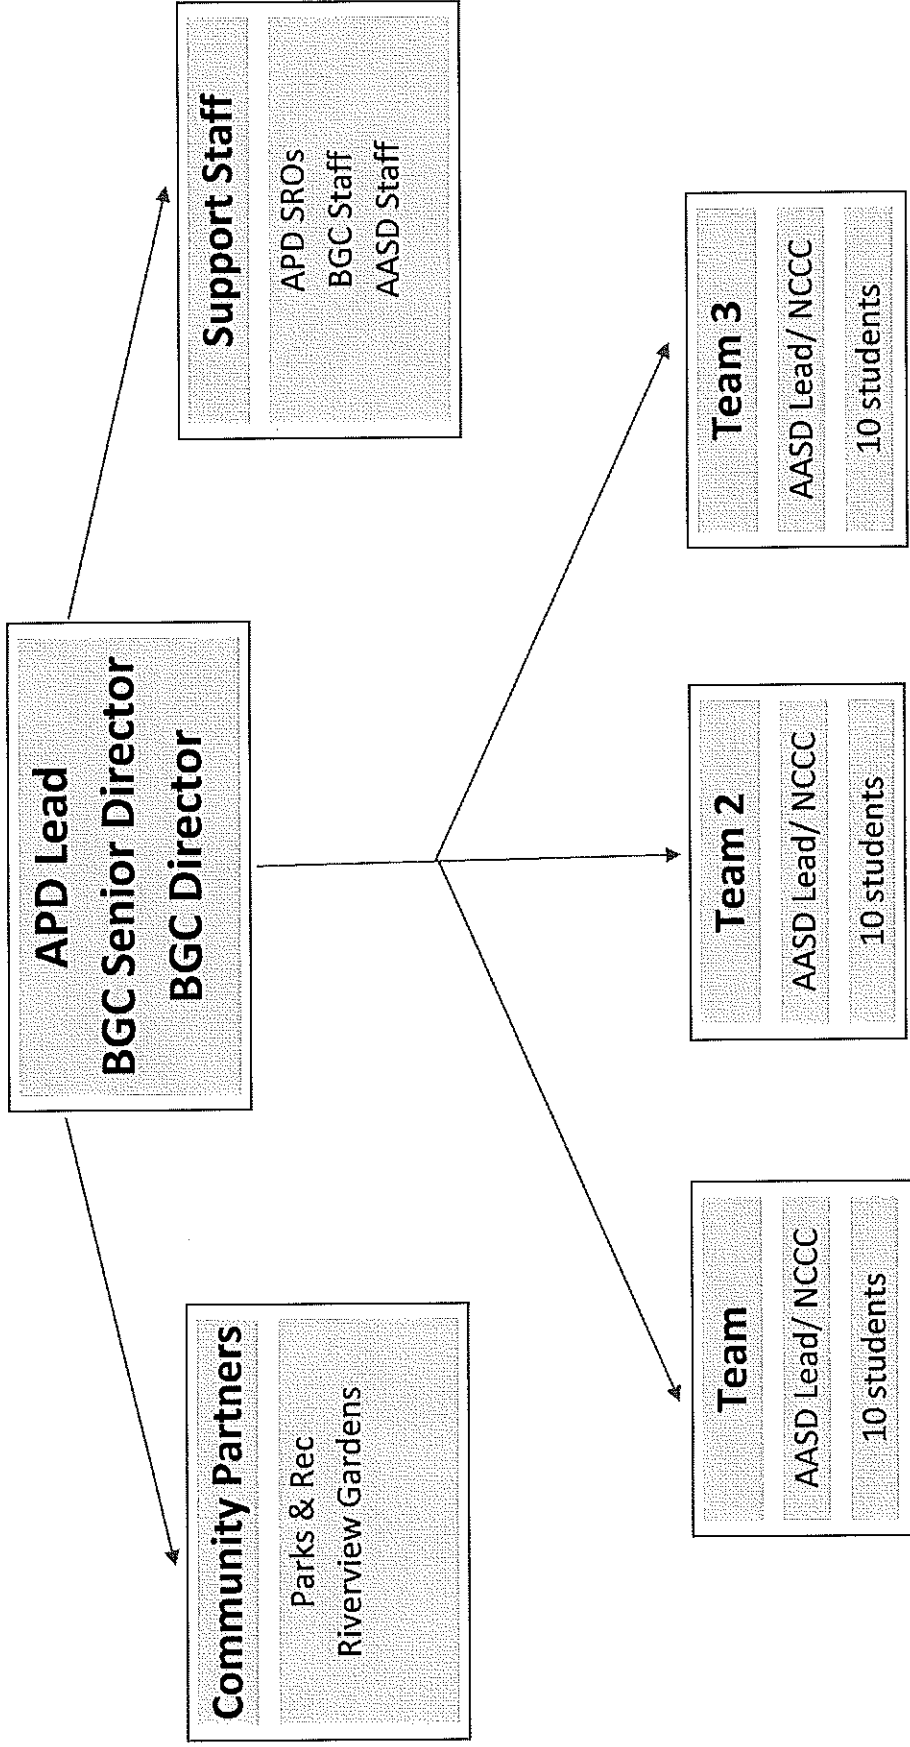 APD Lead
BGC Senior Director
BGC Director
Community Partners
Parks & Rec
Riverview Gardens
Support Staff
APD SROs
BGC Staff
AASD Staff
Team
AASD Lead/ NCCC
10 students
Team 2
AASD Lead/ NCCC
10 students
Team 3
AASD Lead/ NCCC
10 students